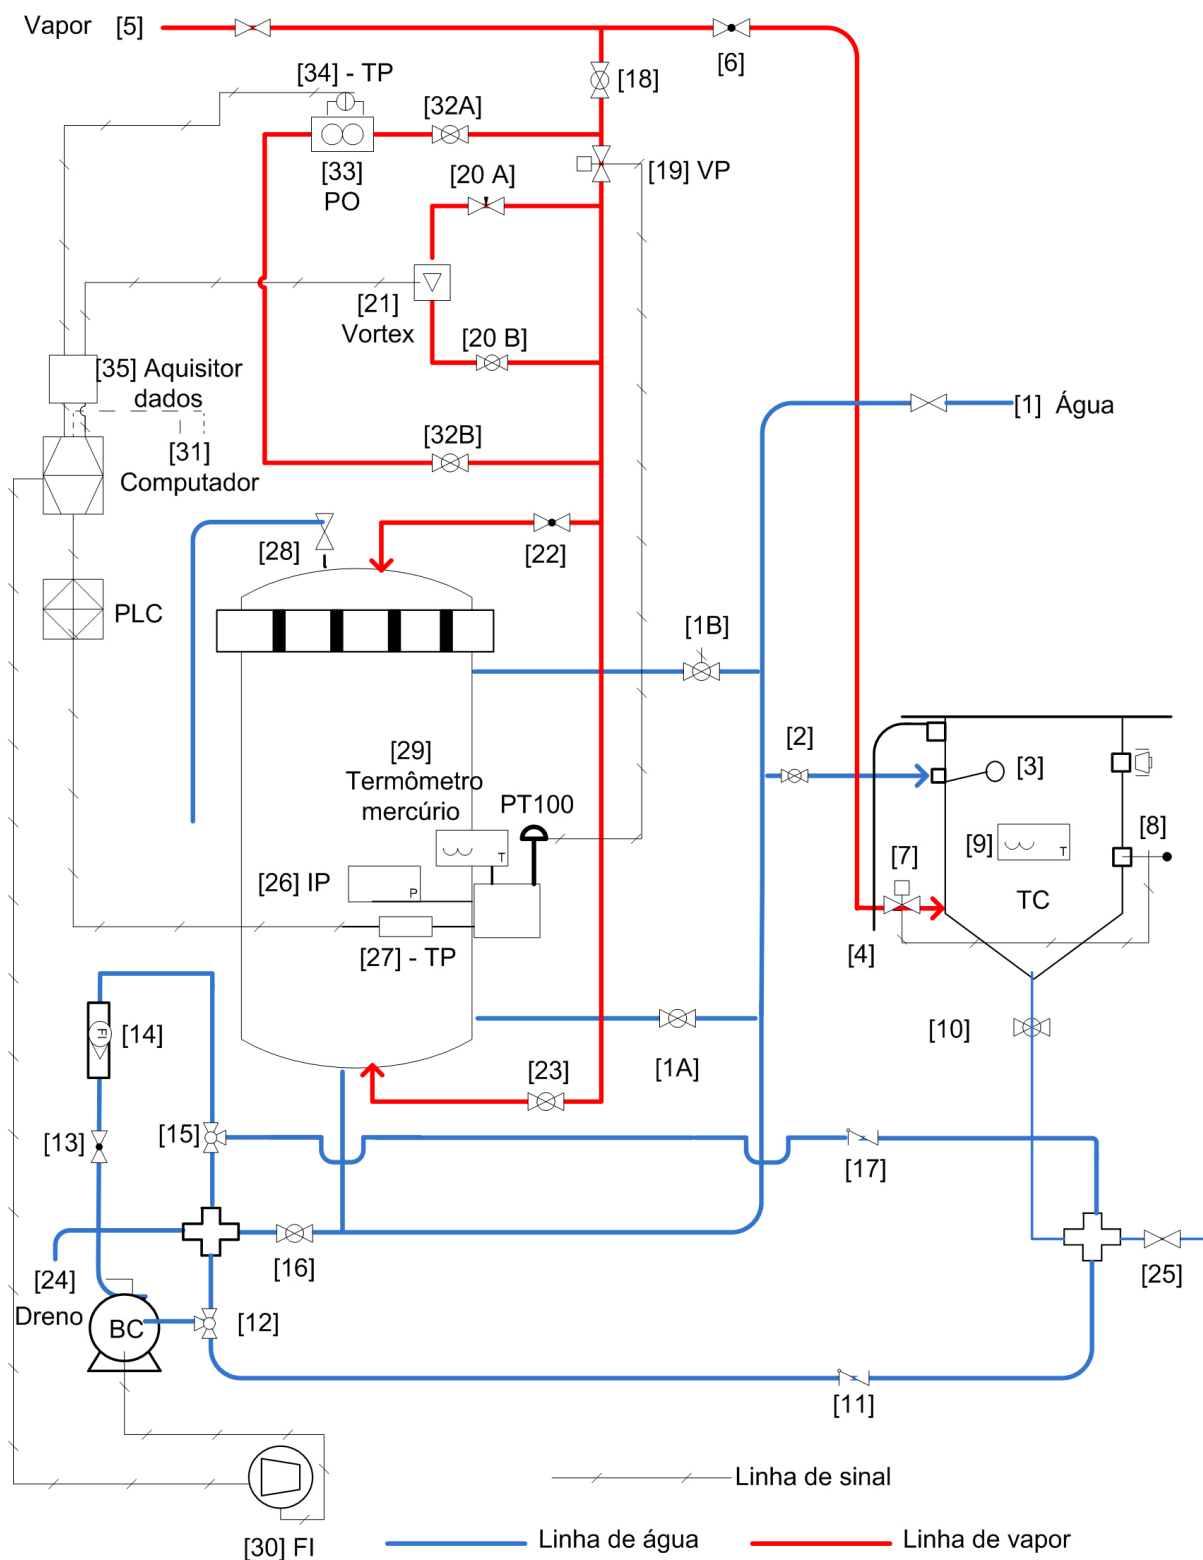 Vapor [5]
[6]
[34] - TP
[18]
[32A]
[33]
PO
[19] VP
[20 A]
[21]
Vortex
[20 B]
[35] Aquisitor
dados
[1] Água
[32B]
[31]
Computador
[28]
[22]
PLC
[1B]
[2]
[29]
Termômetro
mercúrio
[3]
PT100
T
[9]
T
[8]
[7]
[26] IP
P
TC
[27] - TP
[4]
FI
[14]
[10]
[23]
[1A]
[13]
[15]
[17]
[24]
Dreno
[16]
[25]
BC
[12]
[11]
Linha de sinal
[30] FI
Linha de água
Linha de vapor